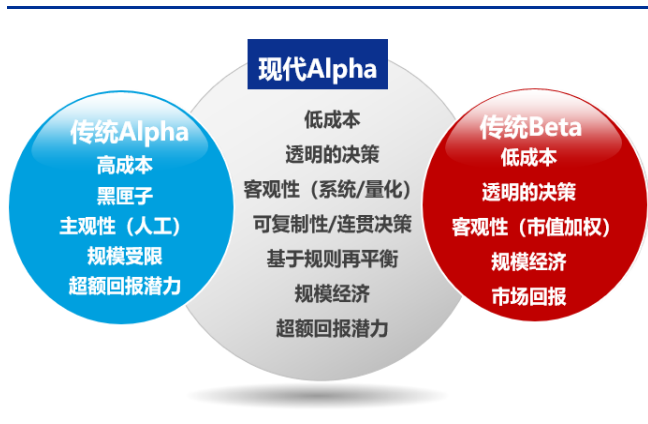 现代Alpha
低成本
透明的决策
客观性（系统/量化）
可复制性/连贯决策
基于规则再平衡
规模经济
超额回报潜力
传统Alpha
高成本
黑匣子
主观性（人工）
规模受限
超额回报潜力
传统Beta
低成本
透明的决策
客观性（市值加权）
规模经济
市场回报